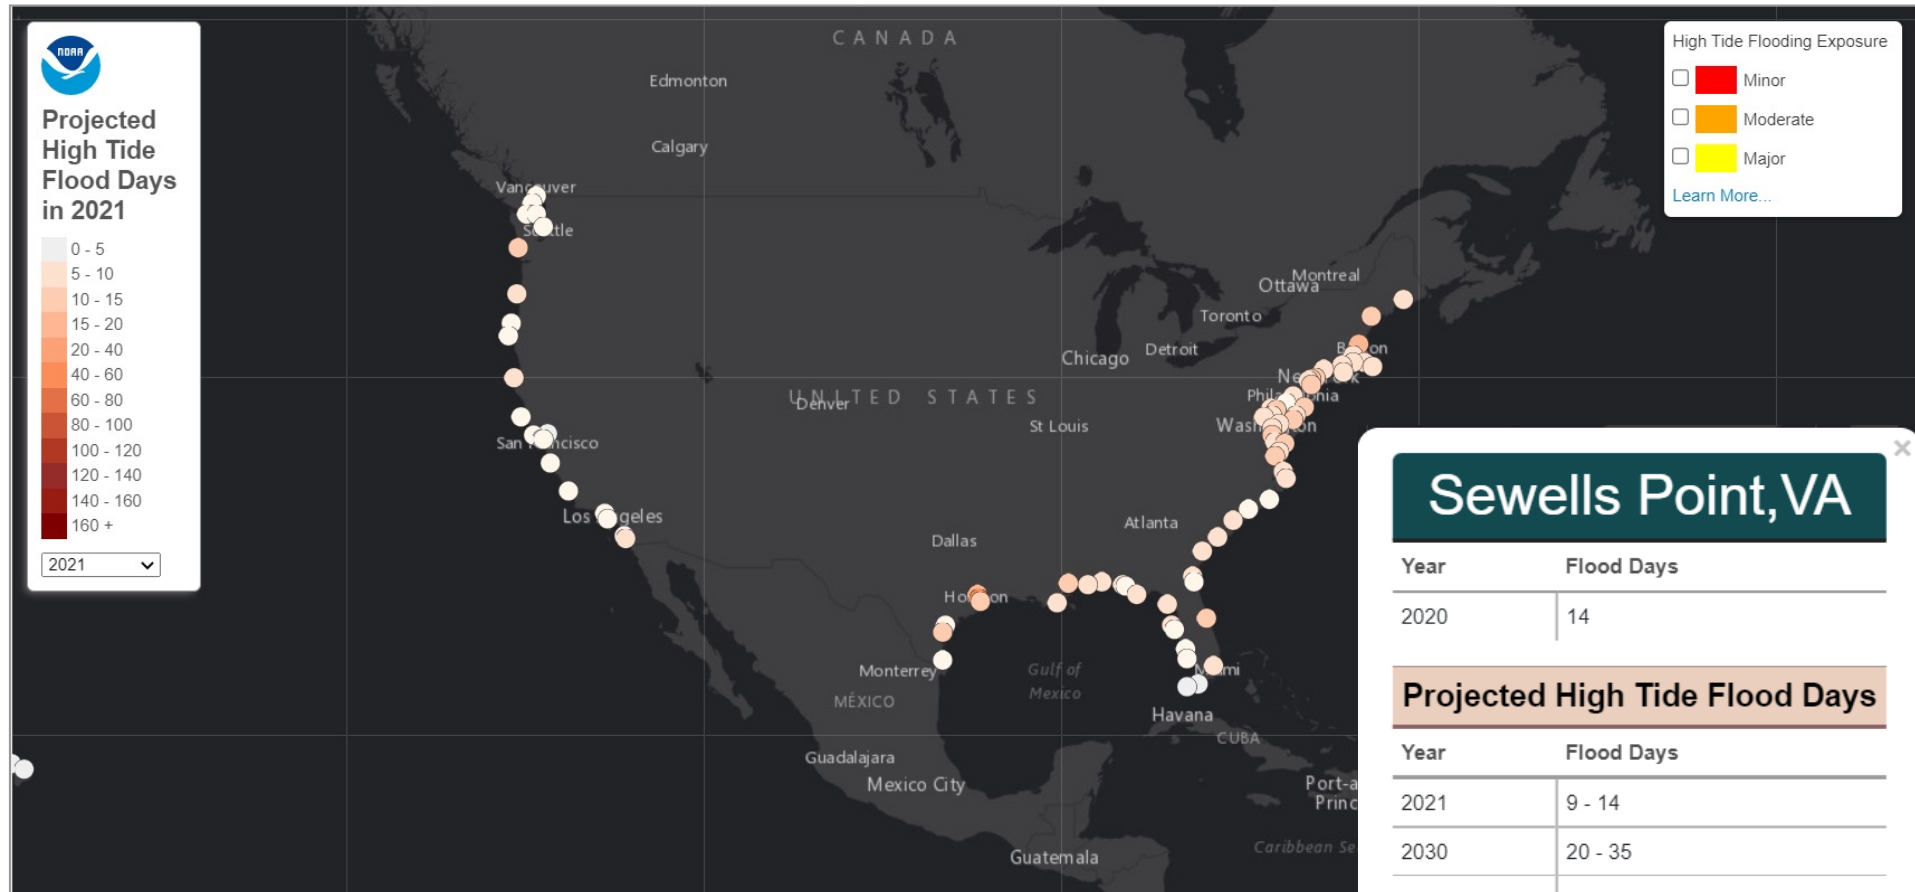 NOAA
Projected
High Tide
Flood Days
in 2021
0 - 5
5 - 10
10 - 15
15 - 20
20 - 40
40 - 60
60 - 80
80 - 100
100 - 120
120 - 140
140 - 160
160 +
2021
CANADA
Edmonton
Calgary
Vancouver
Seattle
Montreal
Ottawa
Toronto
Boston
Detroit
Chicago
New York
UNITED STATES
Denver
Philadelphia
St Louis
Washington
San Francisco
Los Angeles
Atlanta
Dallas
Houston
Monterrey
Gulf of
Mexico
Miami
MÉXICO
Havana
CUBA
Guadalajara
Mexico City
Port-a
Princ
Guatemala
Caribbean Se
High Tide Flooding Exposure
Minor
Moderate
Major
Learn More...
×
Sewells Point,VA
Year Flood Days
2020 14
Projected High Tide Flood Days
Year Flood Days
2021 9 - 14
2030 20 - 35